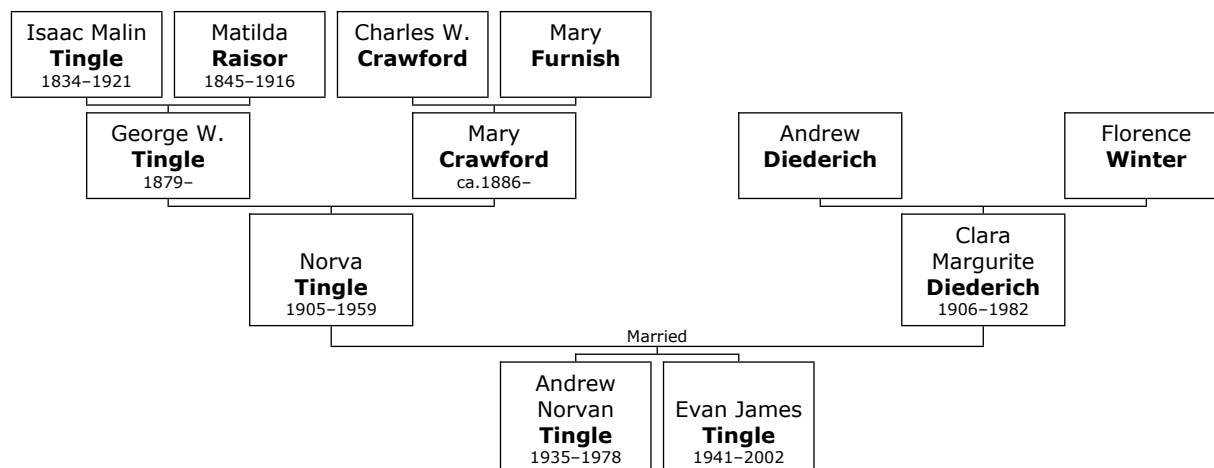 Isaac Malin
Tingle
1834–1921
Matilda
Raisor
1845–1916
Charles W.
Crawford
Mary
Furnish
George W.
Tingle
1879–
Mary
Crawford
ca.1886–
Andrew
Diederich
Florence
Winter
Norva
Tingle
1905–1959
Clara
Margurite
Diederich
1906–1982
Married
Andrew
Norvan
Tingle
1935–1978
Evan James
Tingle
1941–2002